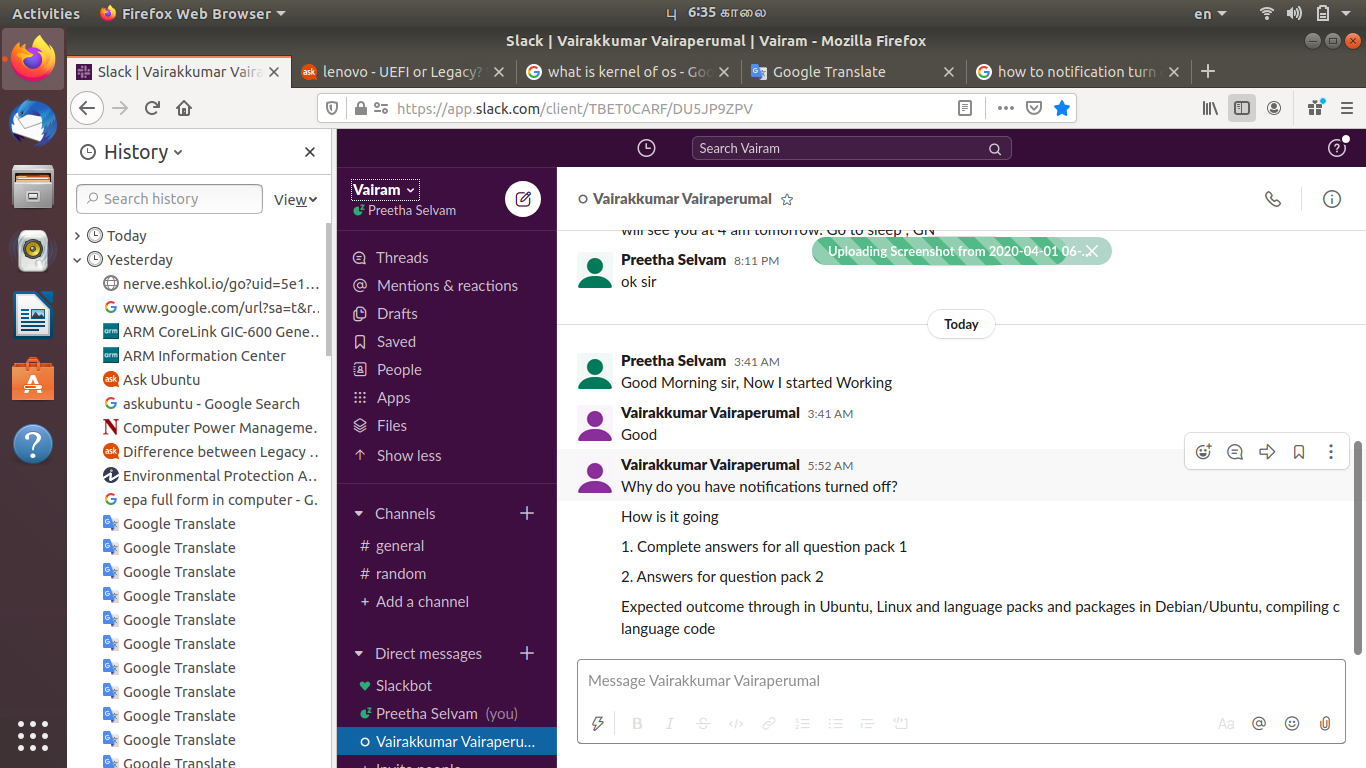 Activities
Firefox Web Browser
பு 6:35 காலை
en
Slack | Vairakkumar Vairaperumal | Vairam - Mozilla Firefox
Slack | Vairakkumar Vaira
lenovo - UEFI or Legacy?
what is kernel of os - Goo
Google Translate
how to notification turn
https://app.slack.com/client/TBET0CARF/DU5JP9ZPV
History
Search history
View
Today
Yesterday
nerve.eshkol.io/go?uid=5e1...
www.google.com/url?sa=t&r...
ARM CoreLink GIC-600 Gene...
ARM Information Center
Ask Ubuntu
askubuntu - Google Search
Computer Power Manageme...
Difference between Legacy ...
Environmental Protection A...
epa full form in computer - G...
Google Translate
Google Translate
Google Translate
Google Translate
Google Translate
Google Translate
Google Translate
Google Translate
Google Translate
Google Translate
Google Translate
Search Vairam
Vairam
Preetha Selvam
Threads
Mentions & reactions
Drafts
Saved
People
Apps
Files
Show less
Channels
# general
# random
+ Add a channel
Direct messages
Slackbot
Preetha Selvam (you)
Vairakkumar Vairaperu...
Invite people
Vairakkumar Vairaperumal
will see you at 4 am tomorrow. Go to sleep , GN
Uploading Screenshot from 2020-04-01 06-...
Preetha Selvam 8:11 PM
ok sir
Today
Preetha Selvam 3:41 AM
Good Morning sir, Now I started Working
Vairakkumar Vairaperumal 3:41 AM
Good
Vairakkumar Vairaperumal 5:52 AM
Why do you have notifications turned off?
How is it going
1. Complete answers for all question pack 1
2. Answers for question pack 2
Expected outcome through in Ubuntu, Linux and language packs and packages in Debian/Ubuntu, compiling c
language code
Message Vairakkumar Vairaperumal
Aa